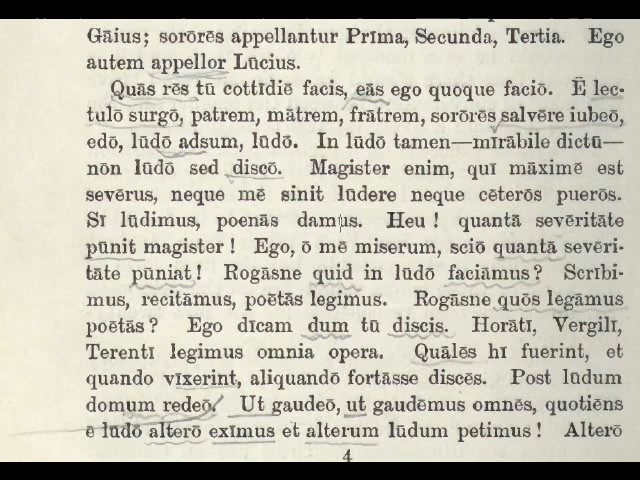 Gāius; sorōrēs appellantur Prīma, Secunda, Tertia. Ego
autem appellor Lūcius.
Quās rēs tū cottīdiē facis, eās ego quoque faciō. Ē lec-
tulō surgō, patrem, mātrem, frātrem, sorōrēs salvēre iubeō,
edō, lūdō adsum, lūdō. In lūdō tamen—mīrābile dictū—
nōn lūdō sed discō. Magister enim, quī māximē est
sevērus, neque mē sinit lūdere neque cēterōs puerōs.
Sī lūdimus, poenās damus. Heu! quantā sevēritāte
pūnit magister! Ego, ō mē miserum, sciō quantā sevēri-
tāte pūniat! Rogāsne quid in lūdō faciāmus? Scrībi-
mus, recitāmus, poētās legimus. Rogāsne quōs legāmus
poētās? Ego dīcam dum tū discis. Horātī, Vergilī,
Terentī legimus omnia opera. Quālēs hī fuerint, et
quando vīxerint, aliquandō fortāsse discēs. Post lūdum
domum redeō. Ut gaudeō, ut gaudēmus omnēs, quotiēns
ē lūdō alterō exīmus et alterum lūdum petimus! Alterō
4